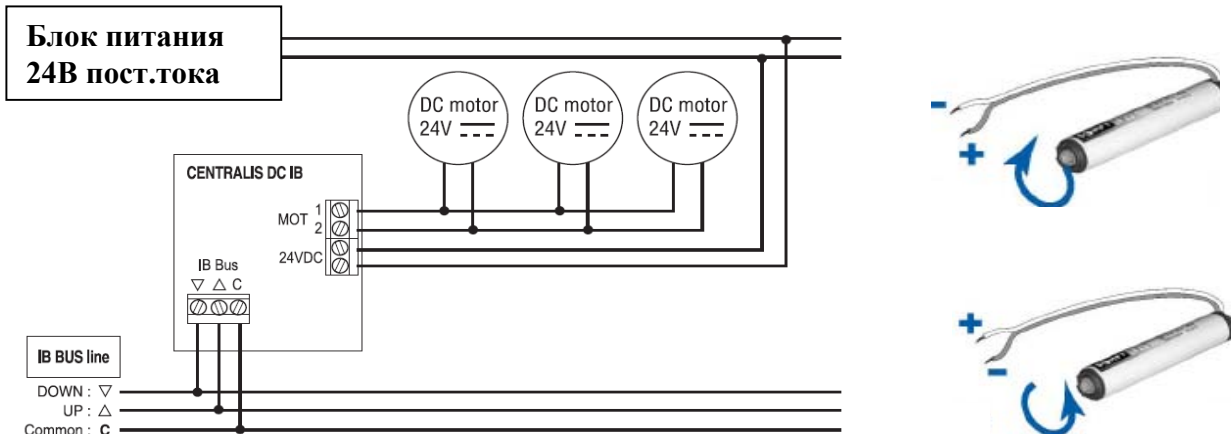 Блок питания
24В пост.тока
DC motor
24V
DC motor
24V
DC motor
24V
CENTRALIS DC IB
MOT 1
2
24VDC
IB Bus
▽ △ C
IB BUS line
DOWN : ▽
UP : △
Common : C
-
+
+
-